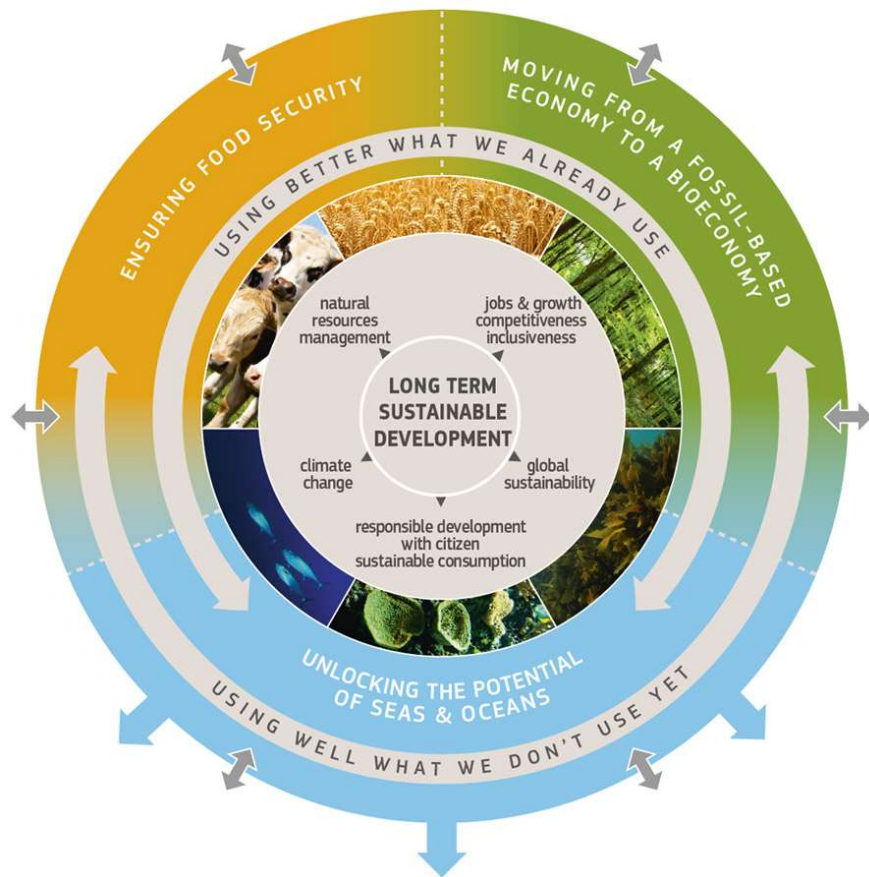 ENSURING FOOD SECURITY
MOVING FROM A FOSSIL-BASED
ECONOMY TO A BIOECONOMY
USING BETTER WHAT WE ALREADY USE
natural
resources
management
jobs & growth
competitiveness
inclusiveness
LONG TERM
SUSTAINABLE
DEVELOPMENT
climate
change
global
sustainability
responsible development
with citizen
sustainable consumption
UNLOCKING THE POTENTIAL
OF SEAS & OCEANS
USING WELL WHAT WE DON'T USE YET